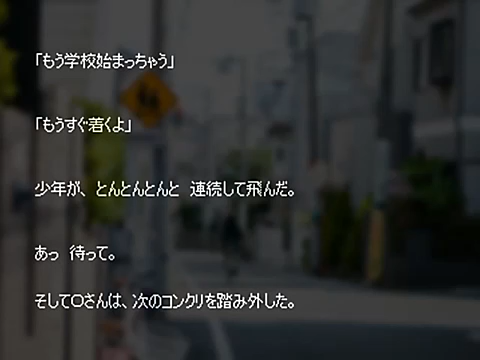 「もう学校始まっちゃう」
「もうすぐ着くよ」
少年が、とんとんとんと　連続して飛んだ。
あっ　待って。
そして〇さんは、次のコンクリを踏み外した。